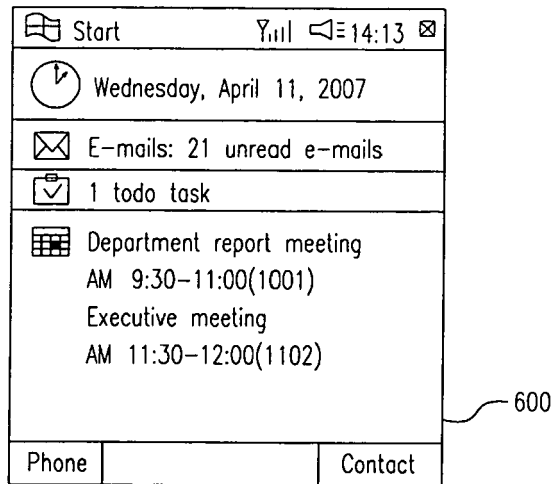 Start 14:13
Wednesday, April 11, 2007
E-mails: 21 unread e-mails
1 todo task
Department report meeting
AM 9:30-11:00(1001)
Executive meeting
AM 11:30-12:00(1102)
600
Phone Contact